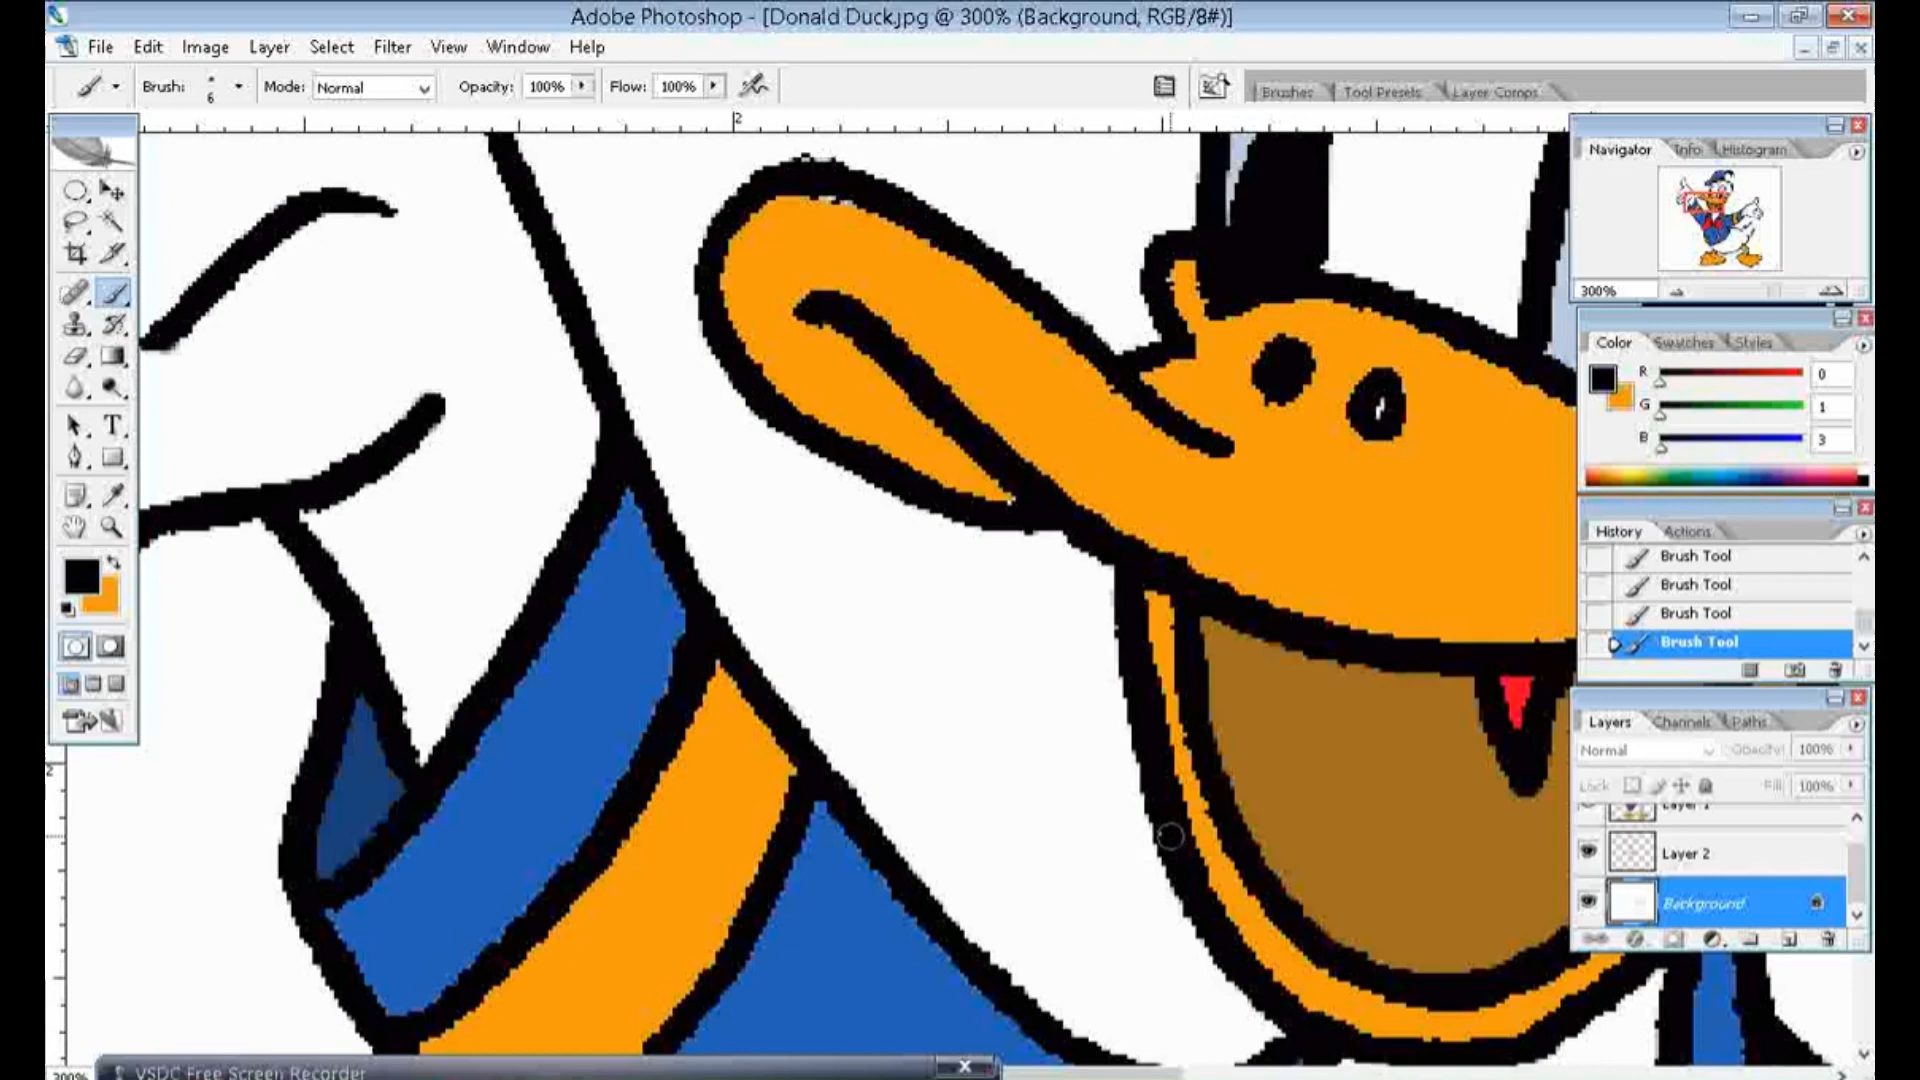 Adobe Photoshop - [Donald Duck.jpg @ 300% (Background, RGB/8#)]
File Edit Image Layer Select Filter View Window Help
Brush: 6 Mode: Normal Opacity: 100% Flow: 100% Brushes Tool Presets Layer Comps
2
Navigator Info Histogram
300%
Color Swatches Styles
R 0
G 1
B 3
History Actions
Brush Tool
Brush Tool
Brush Tool
Brush Tool
Layers Channels Paths
Normal Opacity: 100%
Lock: Fill: 100%
Layer 1
Layer 2
Background
2
300%
VSDC Free Screen Recorder